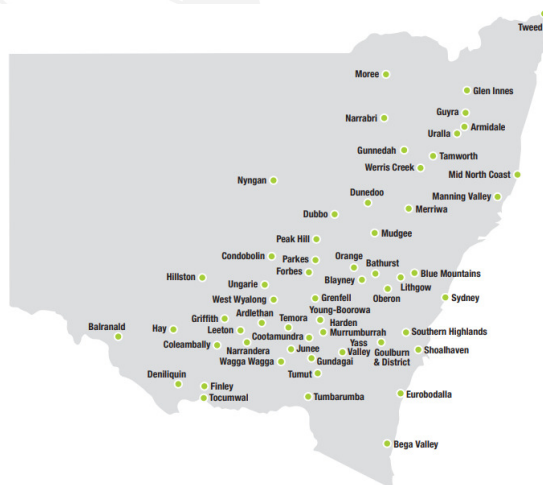 Tweed
Moree
Glen Innes
Guyra
Narrabri
Armidale
Uralla
Gunnedah
Tamworth
Werris Creek
Mid North Coast
Nyngan
Dunedoo
Manning Valley
Merriwa
Dubbo
Mudgee
Peak Hill
Condobolin
Parkes
Orange
Bathurst
Forbes
Blue Mountains
Hillston
Blayney
Lithgow
Ungarie
Oberon
West Wyalong
Grenfell
Sydney
Young-Boorowa
Griffith
Ardlethan
Temora
Harden
Murrumburrah
Balranald
Hay
Leeton
Cootamundra
Southern Highlands
Coleambally
Narrandera
Junee
Yass
Valley
Goulburn
& District
Shoalhaven
Wagga Wagga
Gundagai
Deniliquin
Tumut
Finley
Tocumwal
Tumbarumba
Eurobodalla
Bega Valley